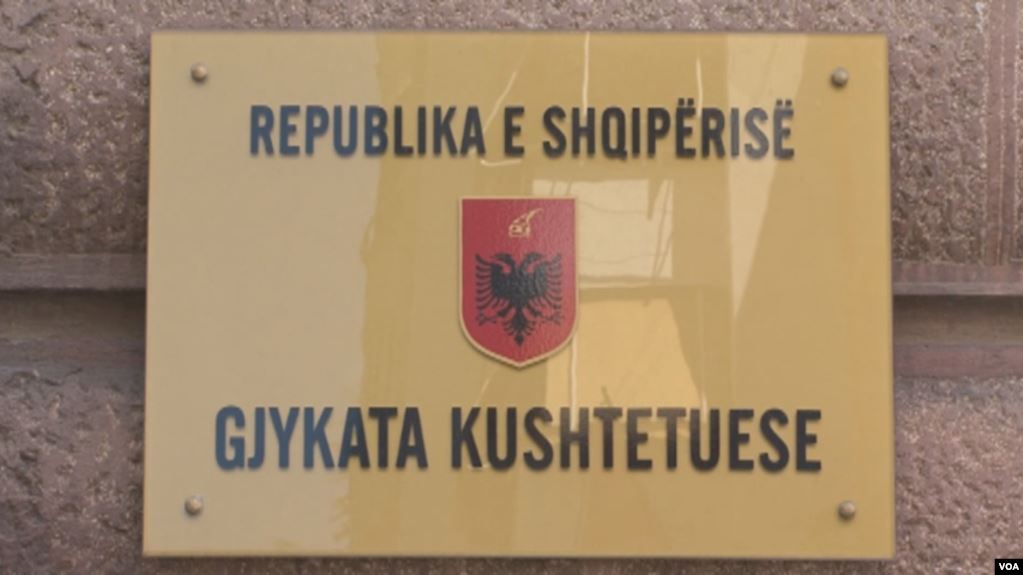 REPUBLIKA E SHQIPËRISË
GJYKATA KUSHTETUESE
VOA